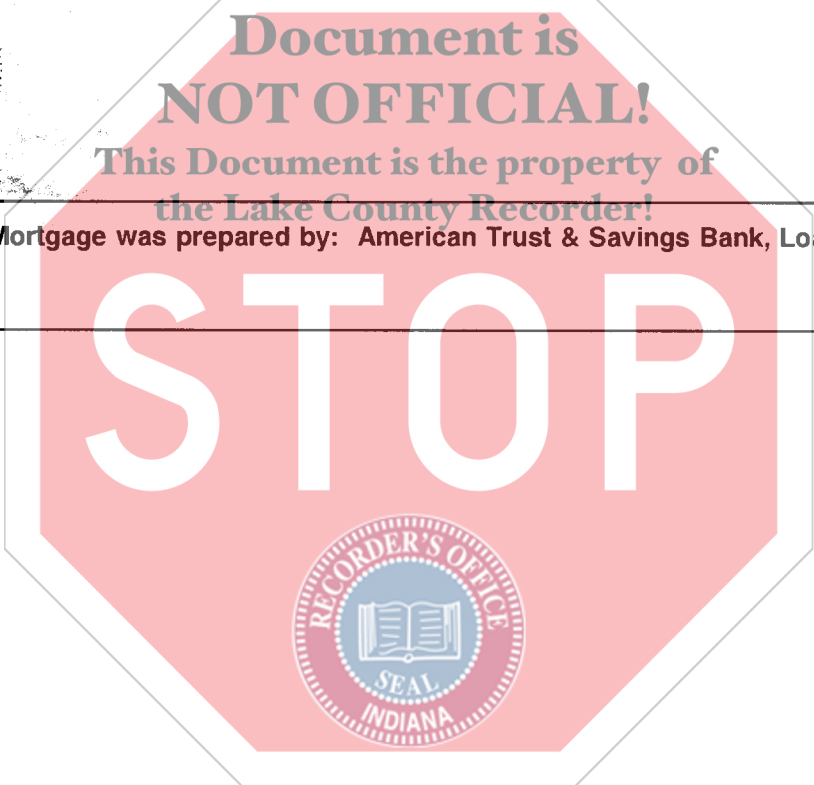 Document is
NOT OFFICIAL!
This Document is the property of
the Lake County Recorder!
Mortgage was prepared by: American Trust & Savings Bank,
STOP
RECORDER'S OFFICE
SEAL
INDIANA